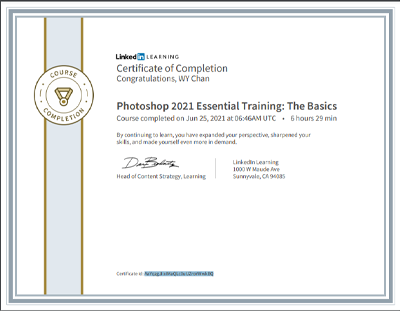 COURSE
COMPLETION
LinkedIn LEARNING
Certificate of Completion
Congratulations, WY Chan
Photoshop 2021 Essential Training: The Basics
Course completed on Jun 25, 2021 at 06:46AM UTC • 6 hours 29 min
By continuing to learn, you have expanded your perspective, sharpened your
skills, and made yourself even more in demand.
Head of Content Strategy, Learning
LinkedIn Learning
1000 W Maude Ave
Sunnyvale, CA 94085
Certificate Id: